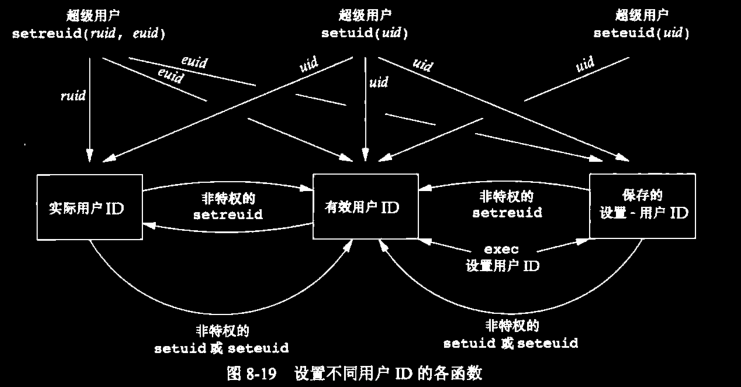 超级用户
setreuid(ruid, euid)
超级用户
setuid(uid)
超级用户
seteuid(uid)
ruid
euid
euid
uid
uid
uid
uid
实际用户 ID
非特权的
setreuid
有效用户 ID
非特权的
setreuid
保存的
设置-用户 ID
exec
设置用户 ID
非特权的
setuid 或 seteuid
非特权的
setuid 或 seteuid
图 8-19 设置不同用户 ID 的各函数